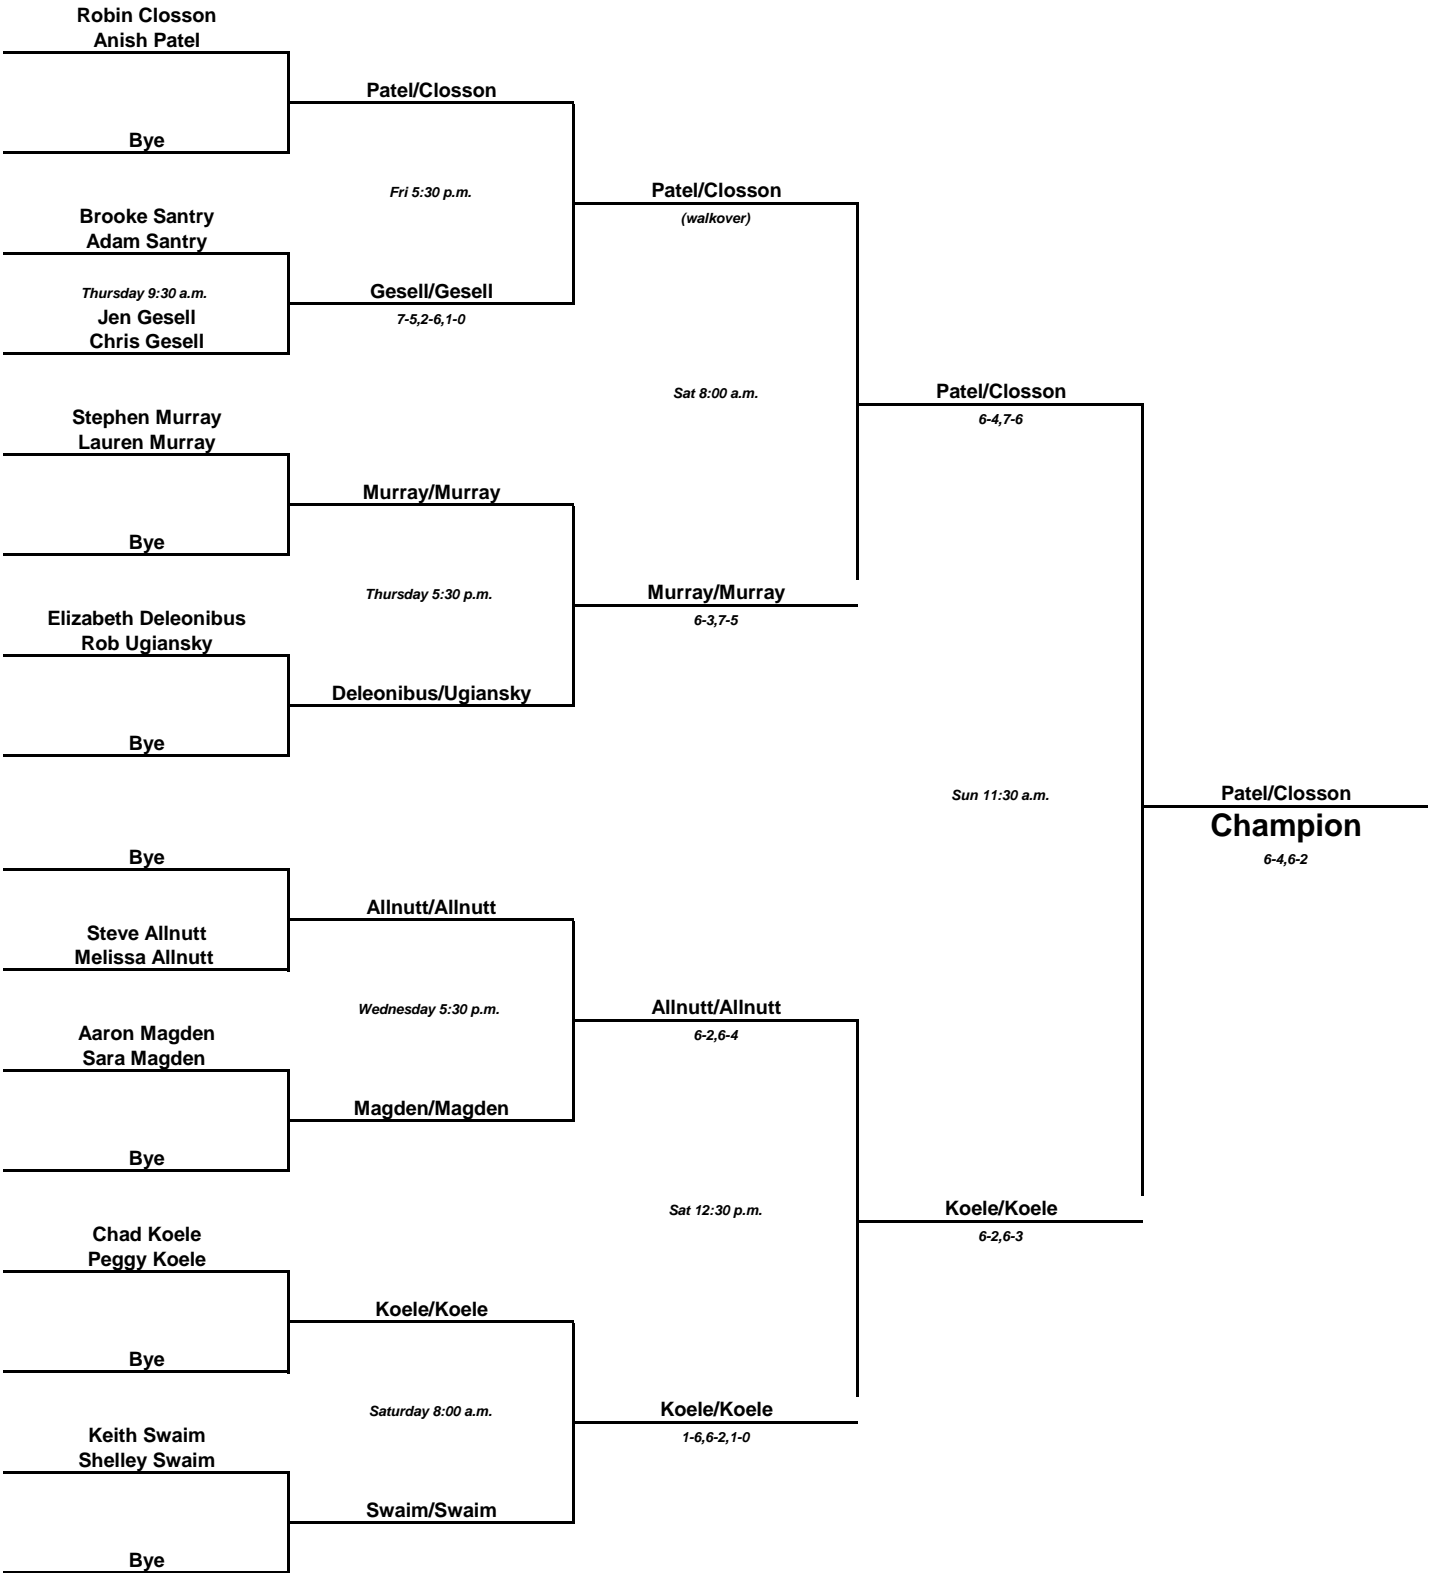 Robin Closson
Anish Patel
Patel/Closson
Bye
Fri 5:30 p.m.
Patel/Closson
(walkover)
Brooke Santry
Adam Santry
Thursday 9:30 a.m.
Gesell/Gesell
7-5,2-6,1-0
Jen Gesell
Chris Gesell
Sat 8:00 a.m.
Patel/Closson
6-4,7-6
Stephen Murray
Lauren Murray
Murray/Murray
Bye
Thursday 5:30 p.m.
Murray/Murray
6-3,7-5
Elizabeth Deleonibus
Rob Ugiansky
Deleonibus/Ugiansky
Bye
Sun 11:30 a.m.
Patel/Closson
Champion
6-4,6-2
Bye
Allnutt/Allnutt
Steve Allnutt
Melissa Allnutt
Wednesday 5:30 p.m.
Allnutt/Allnutt
6-2,6-4
Aaron Magden
Sara Magden
Magden/Magden
Bye
Sat 12:30 p.m.
Koele/Koele
6-2,6-3
Chad Koele
Peggy Koele
Koele/Koele
Bye
Saturday 8:00 a.m.
Koele/Koele
1-6,6-2,1-0
Keith Swaim
Shelley Swaim
Swaim/Swaim
Bye